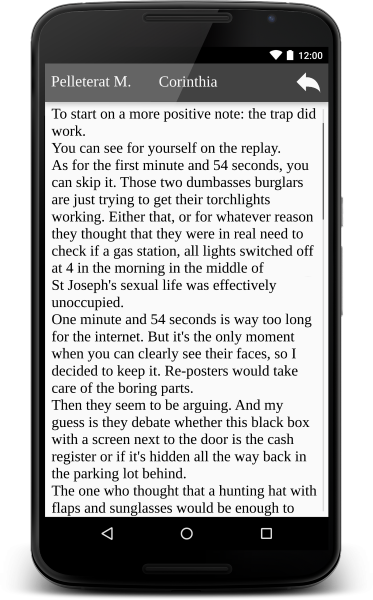 12:00
Pelleterat M. Corinthia
To start on a more positive note: the trap did
work.
You can see for yourself on the replay.
As for the first minute and 54 seconds, you
can skip it. Those two dumbasses burglars
are just trying to get their torchlights
working. Either that, or for whatever reason
they thought that they were in real need to
check if a gas station, all lights switched off
at 4 in the morning in the middle of
St Joseph's sexual life was effectively
unoccupied.
One minute and 54 seconds is way too long
for the internet. But it's the only moment
when you can clearly see their faces, so I
decided to keep it. Re-posters would take
care of the boring parts.
Then they seem to be arguing. And my
guess is they debate whether this black box
with a screen next to the door is the cash
register or if it's hidden all the way back in
the parking lot behind.
The one who thought that a hunting hat with
flaps and sunglasses would be enough to